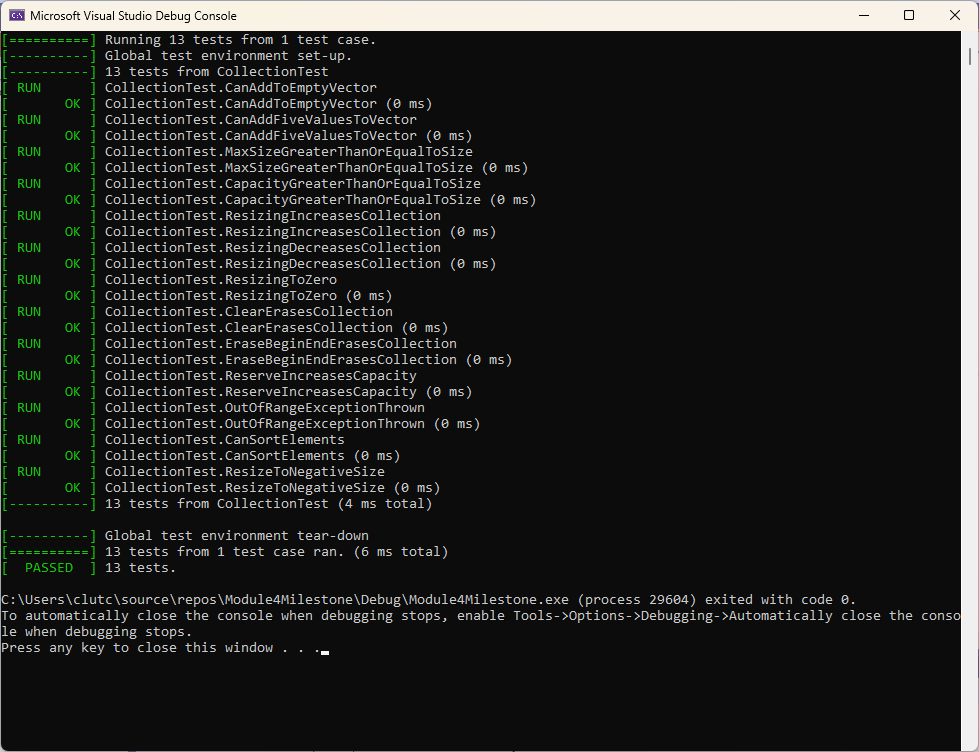 Microsoft Visual Studio Debug Console
[==========] Running 13 tests from 1 test case.
[----------] Global test environment set-up.
[----------] 13 tests from CollectionTest
[ RUN      ] CollectionTest.CanAddToEmptyVector
[       OK ] CollectionTest.CanAddToEmptyVector (0 ms)
[ RUN      ] CollectionTest.CanAddFiveValuesToVector
[       OK ] CollectionTest.CanAddFiveValuesToVector (0 ms)
[ RUN      ] CollectionTest.MaxSizeGreaterThanOrEqualToSize
[       OK ] CollectionTest.MaxSizeGreaterThanOrEqualToSize (0 ms)
[ RUN      ] CollectionTest.CapacityGreaterThanOrEqualToSize
[       OK ] CollectionTest.CapacityGreaterThanOrEqualToSize (0 ms)
[ RUN      ] CollectionTest.ResizingIncreasesCollection
[       OK ] CollectionTest.ResizingIncreasesCollection (0 ms)
[ RUN      ] CollectionTest.ResizingDecreasesCollection
[       OK ] CollectionTest.ResizingDecreasesCollection (0 ms)
[ RUN      ] CollectionTest.ResizingToZero
[       OK ] CollectionTest.ResizingToZero (0 ms)
[ RUN      ] CollectionTest.ClearErasesCollection
[       OK ] CollectionTest.ClearErasesCollection (0 ms)
[ RUN      ] CollectionTest.EraseBeginEndErasesCollection
[       OK ] CollectionTest.EraseBeginEndErasesCollection (0 ms)
[ RUN      ] CollectionTest.ReserveIncreasesCapacity
[       OK ] CollectionTest.ReserveIncreasesCapacity (0 ms)
[ RUN      ] CollectionTest.OutOfRangeExceptionThrown
[       OK ] CollectionTest.OutOfRangeExceptionThrown (0 ms)
[ RUN      ] CollectionTest.CanSortElements
[       OK ] CollectionTest.CanSortElements (0 ms)
[ RUN      ] CollectionTest.ResizeToNegativeSize
[       OK ] CollectionTest.ResizeToNegativeSize (0 ms)
[----------] 13 tests from CollectionTest (4 ms total)
[----------] Global test environment tear-down
[==========] 13 tests from 1 test case ran. (6 ms total)
[  PASSED  ] 13 tests.
C:\Users\clutc\source\repos\Module4Milestone\Debug\Module4Milestone.exe (process 29604) exited with code 0.
To automatically close the console when debugging stops, enable Tools->Options->Debugging->Automatically close the conso
le when debugging stops.
Press any key to close this window . . .